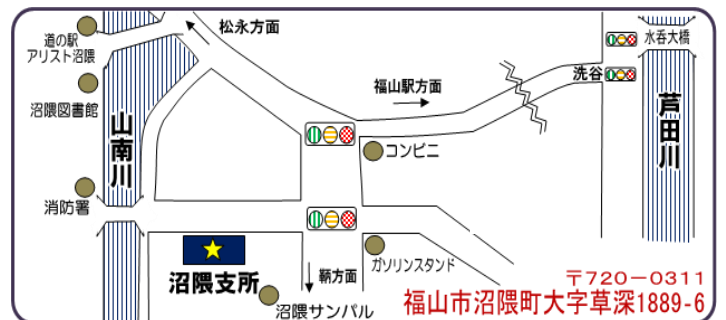 松永方面
道の駅
アリスト沼隈
水呑大橋
洗谷
福山駅方面
沼隈図書館
山南川
芦田川
コンビニ
消防署
沼隈支所
鞆方面
ガソリンスタンド
沼隈サンパル
〒720-0311
福山市沼隈町大字草深1889-6